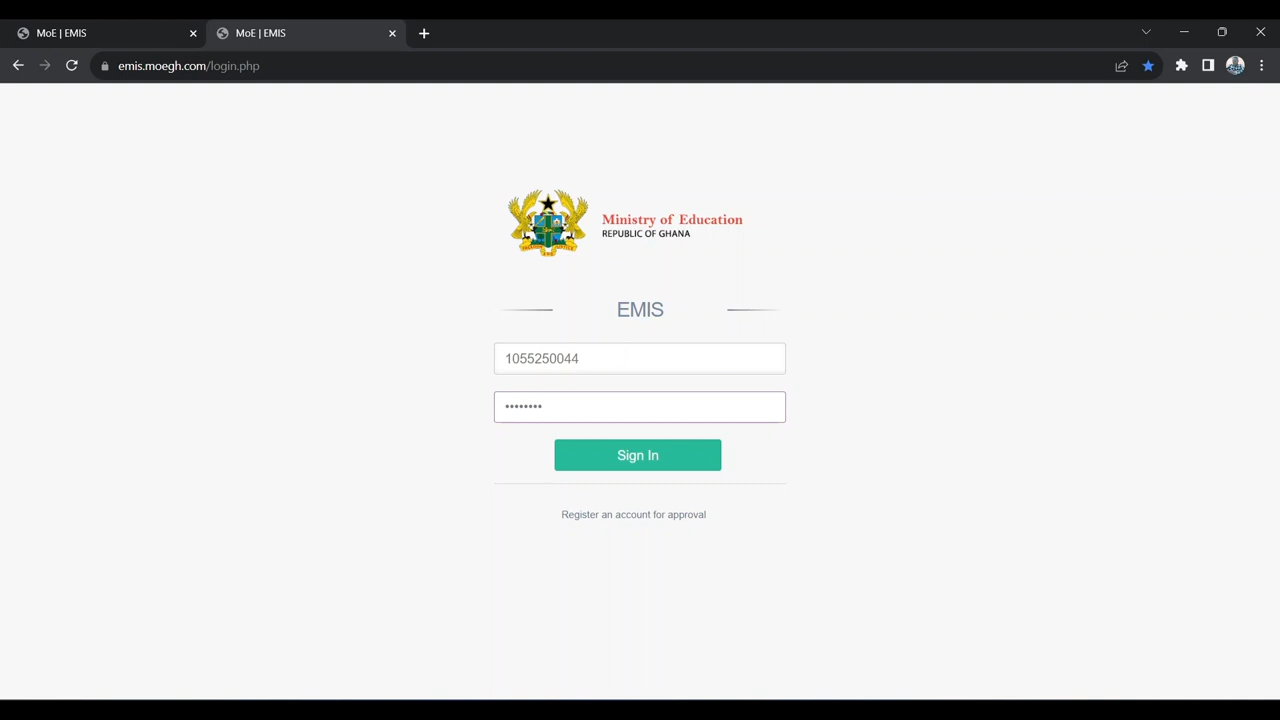 MoE | EMIS
MoE | EMIS
emis.moegh.com/login.php
Ministry of Education
REPUBLIC OF GHANA
EMIS
1055250044
••••••••
Sign In
Register an account for approval